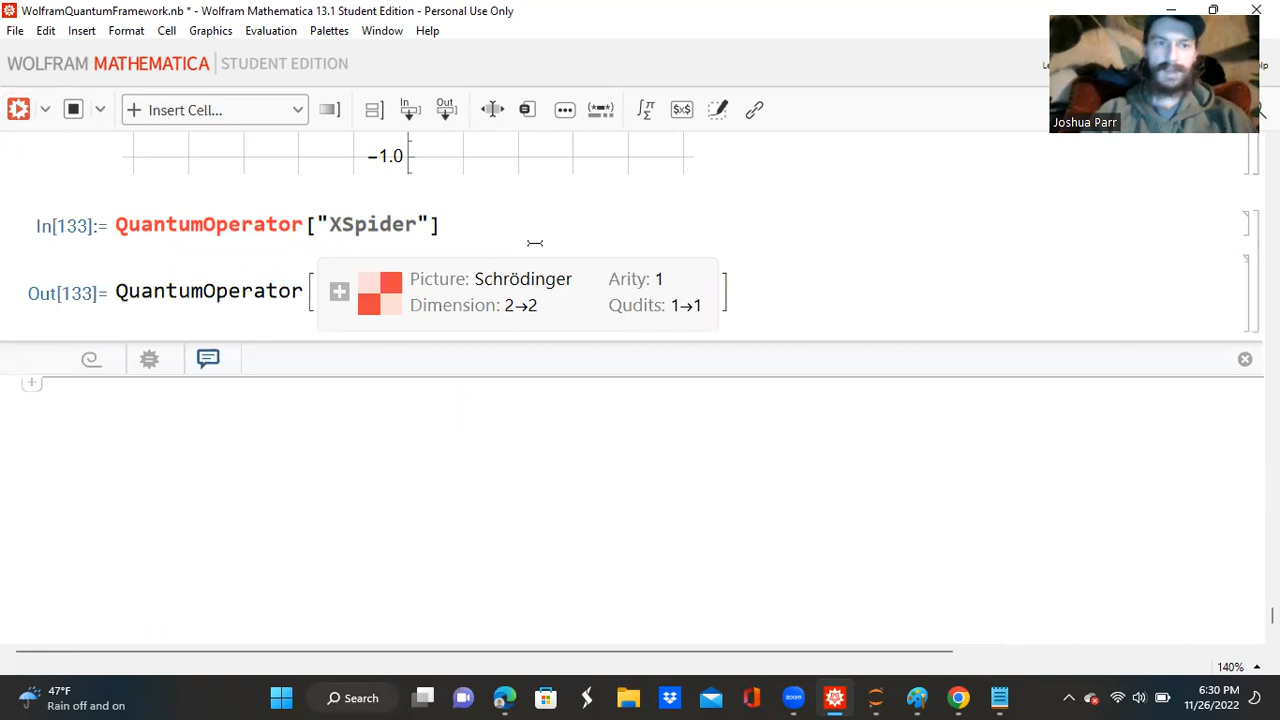 WolframQuantumFramework.nb * - Wolfram Mathematica 13.1 Student Edition - Personal Use Only
File Edit Insert Format Cell Graphics Evaluation Palettes Window Help
WOLFRAM MATHEMATICA STUDENT EDITION
Insert Cell... In Out $x$
Joshua Parr
-1.0
In[133]:= QuantumOperator["XSpider"]
Out[133]= QuantumOperator[ Picture: Schrödinger Arity: 1
Dimension: 2→2 Qudits: 1→1 ]
140%
47°F
Rain off and on
Search
zoom
6:30 PM
11/26/2022